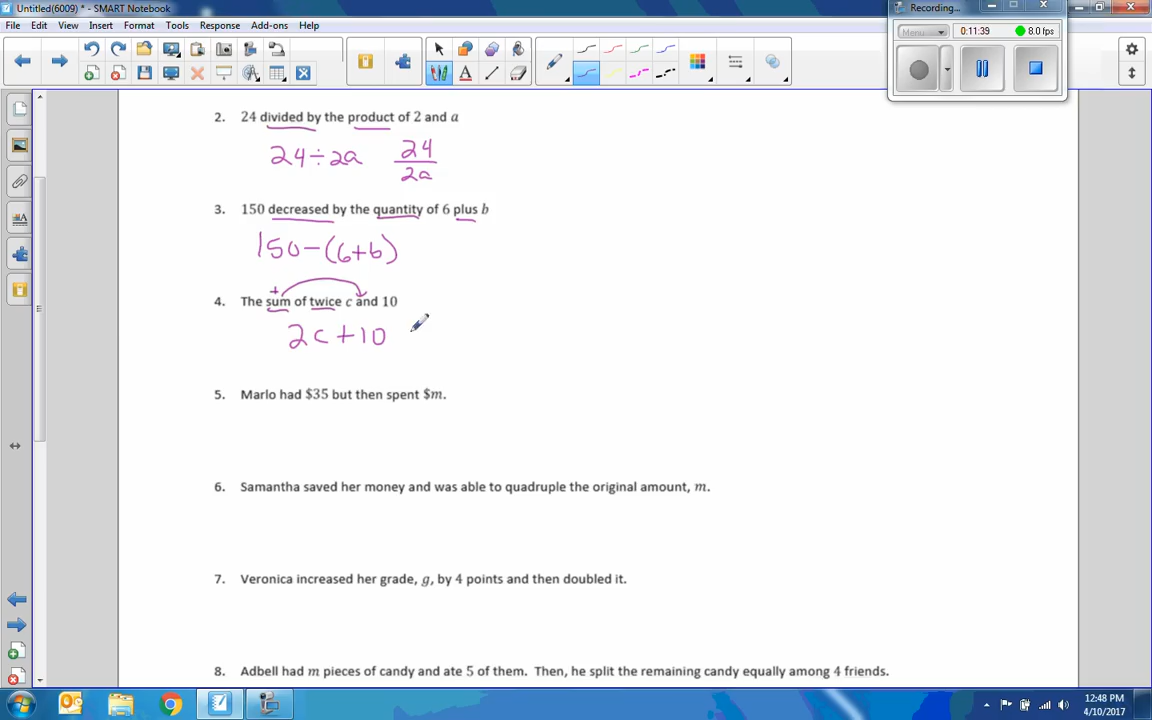 Untitled(6009) * - SMART Notebook
Recording...
File Edit View Insert Format Tools Response Add-ons Help
Menu 0:11:39 8.0 fps
2. 24 divided by the product of 2 and a
24÷2a 24/2a
3. 150 decreased by the quantity of 6 plus b
150-(6+b)
+
4. The sum of twice c and 10
2c+10
5. Marlo had $35 but then spent $m.
6. Samantha saved her money and was able to quadruple the original amount, m.
7. Veronica increased her grade, g, by 4 points and then doubled it.
8. Adbell had m pieces of candy and ate 5 of them. Then, he split the remaining candy equally among 4 friends.
12:48 PM
4/10/2017